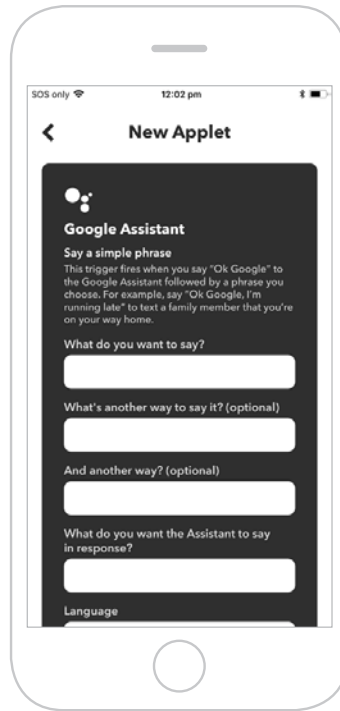 SOS only 12:02 pm
New Applet
Google Assistant
Say a simple phrase
This trigger fires when you say "Ok Google" to
the Google Assistant followed by a phrase you
choose. For example, say "Ok Google, I'm
running late" to text a family member that you're
on your way home.
What do you want to say?
What's another way to say it? (optional)
And another way? (optional)
What do you want the Assistant to say
in response?
Language